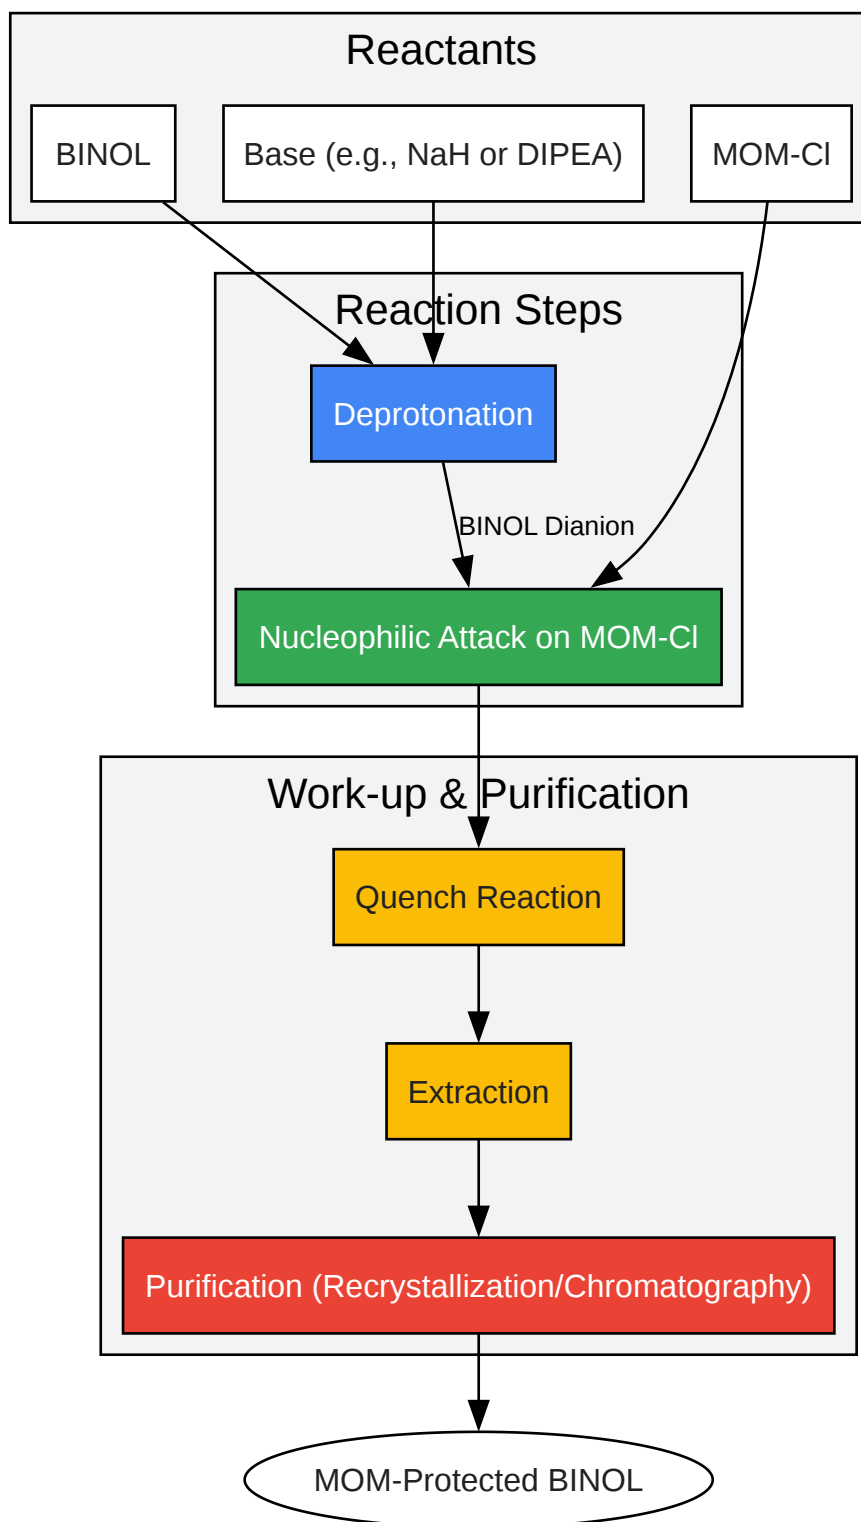 Reactants
BINOL
Base (e.g., NaH or DIPEA)
MOM-Cl
Reaction Steps
Deprotonation
BINOL Dianion
Nucleophilic Attack on MOM-Cl
Work-up & Purification
Quench Reaction
Extraction
Purification (Recrystallization/Chromatography)
MOM-Protected BINOL